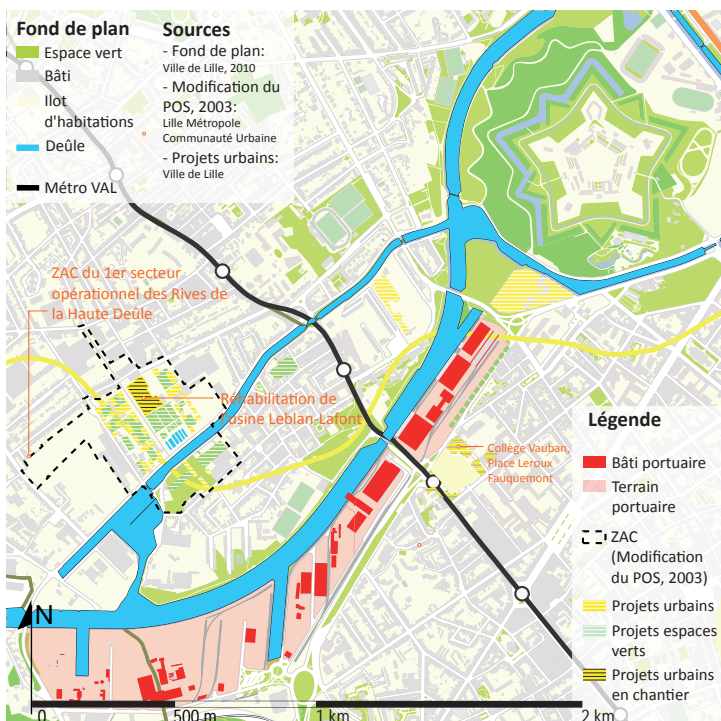 Fond de plan
Espace vert
Bâti
Ilot
d'habitations
Deûle
Métro VAL
Sources
- Fond de plan:
Ville de Lille, 2010
- Modification du
POS, 2003:
Lille Métropole
Communauté Urbaine
- Projets urbains:
Ville de Lille
ZAC du 1er secteur
opérationnel des Rives de
la Haute Deûle
Réhabilitation de
l'usine Leblan-Lafont
Collège Vauban,
Place Leroux
Fauquemont
Légende
Bâti portuaire
Terrain
portuaire
ZAC
(Modification
du POS, 2003)
Projets urbains
Projets espaces
verts
Projets urbains
en chantier
N
0 500 m 1 km 2 km